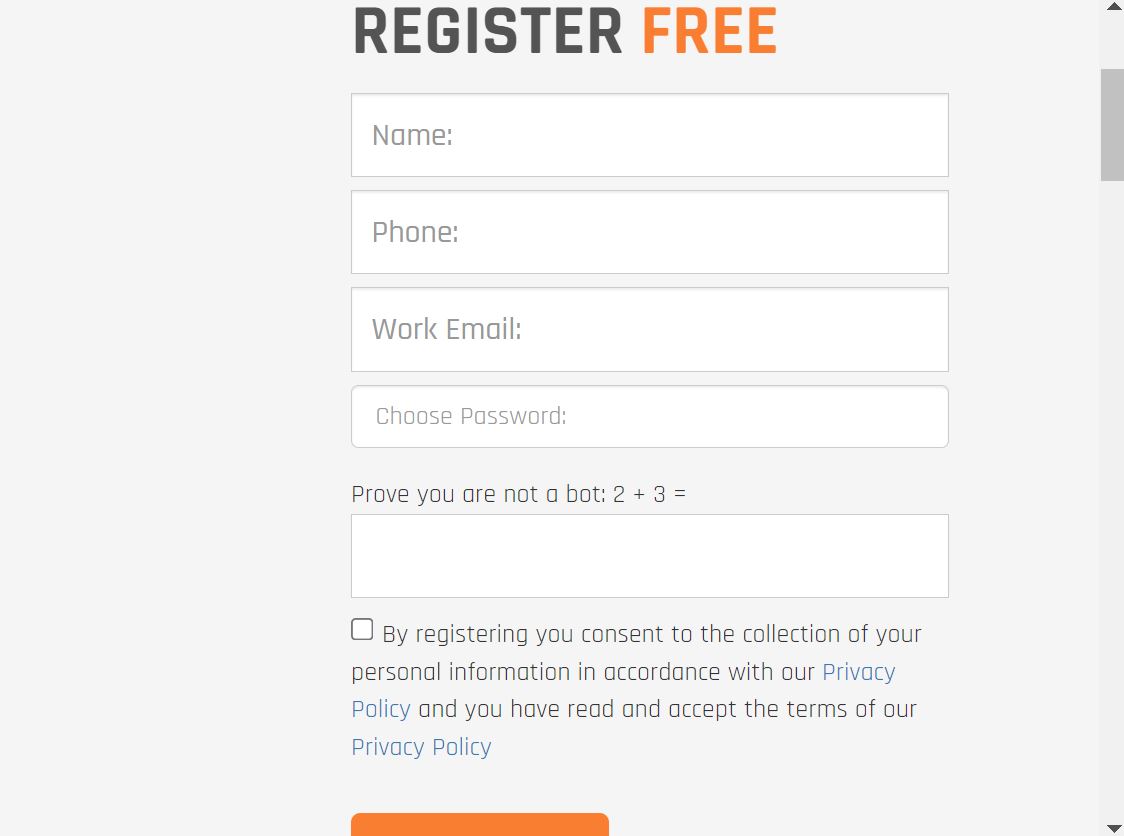 REGISTER FREE
Name:
Phone:
Work Email:
Choose Password:
Prove you are not a bot: 2 + 3 =
By registering you consent to the collection of your
personal information in accordance with our Privacy
Policy and you have read and accept the terms of our
Privacy Policy